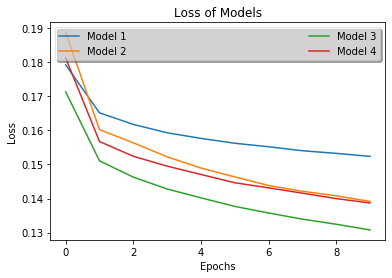 Loss of Models
Model 1
Model 2
Model 3
Model 4
0.19
0.18
0.17
0.16
0.15
0.14
0.13
Loss
0 2 4 6 8
Epochs